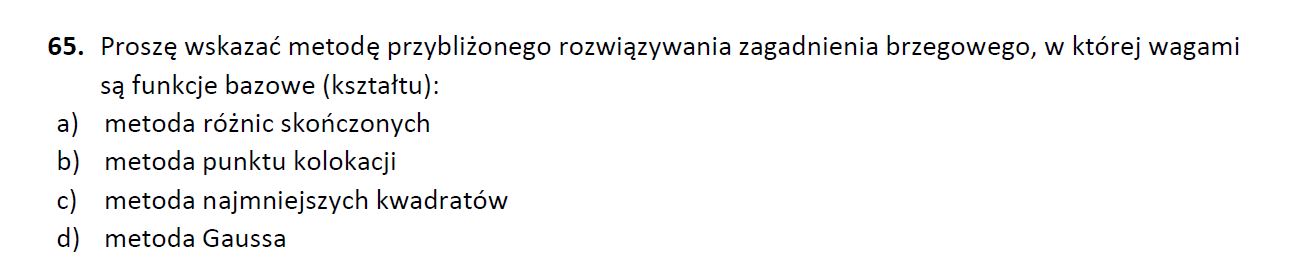 65. Proszę wskazać metodę przybliżonego rozwiązywania zagadnienia brzegowego, w której wagami
są funkcje bazowe (kształtu):
a) metoda różnic skończonych
b) metoda punktu kolokacji
c) metoda najmniejszych kwadratów
d) metoda Gaussa